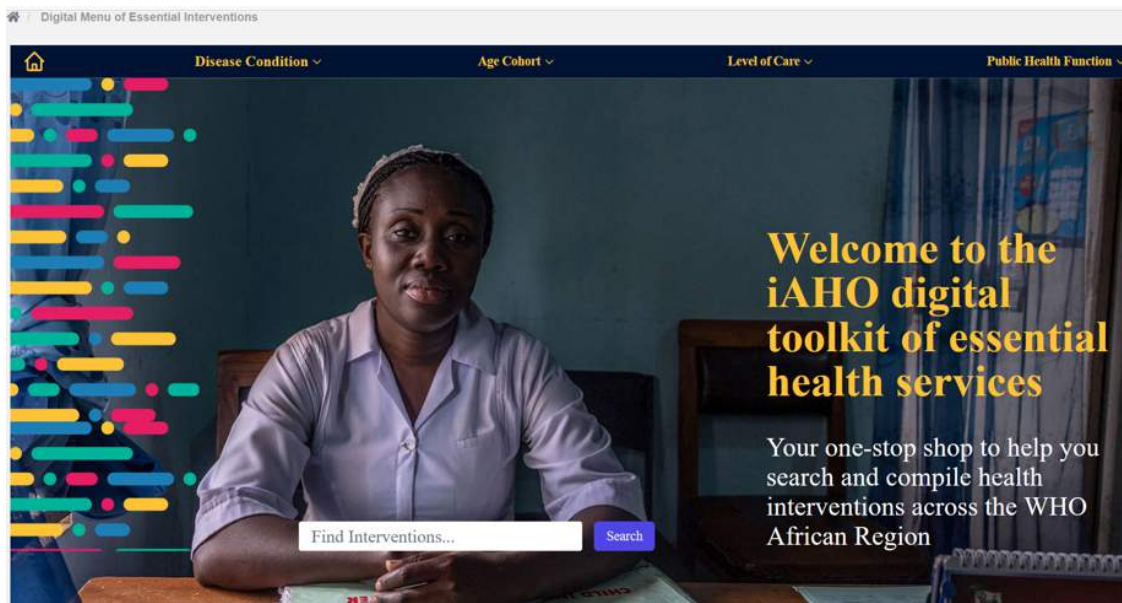 / Digital Menu of Essential Interventions
Disease Condition
Age Cohort
Level of Care
Public Health Function
Welcome to the
iAHO digital
toolkit of essential
health services
Your one-stop shop to help you
search and compile health
interventions across the WHO
African Region
Find Interventions...
Search
CHILD